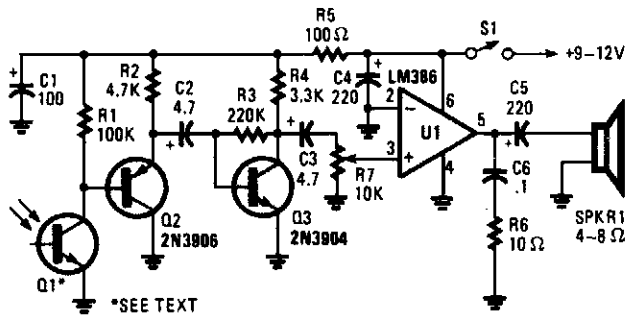 R5
100Ω
S1
+9-12V
+
C1
100
R2
4.7K
C2
4.7
+
R3
220K
R4
3.3K
+
C4
220
LM386
2
−
6
U1
5
C5
220
+
R1
100K
+
C3
4.7
R7
10K
3
+
4
C6
.1
Q2
2N3906
Q3
2N3904
R6
10Ω
SPKR1
4-8Ω
Q1*
*SEE TEXT